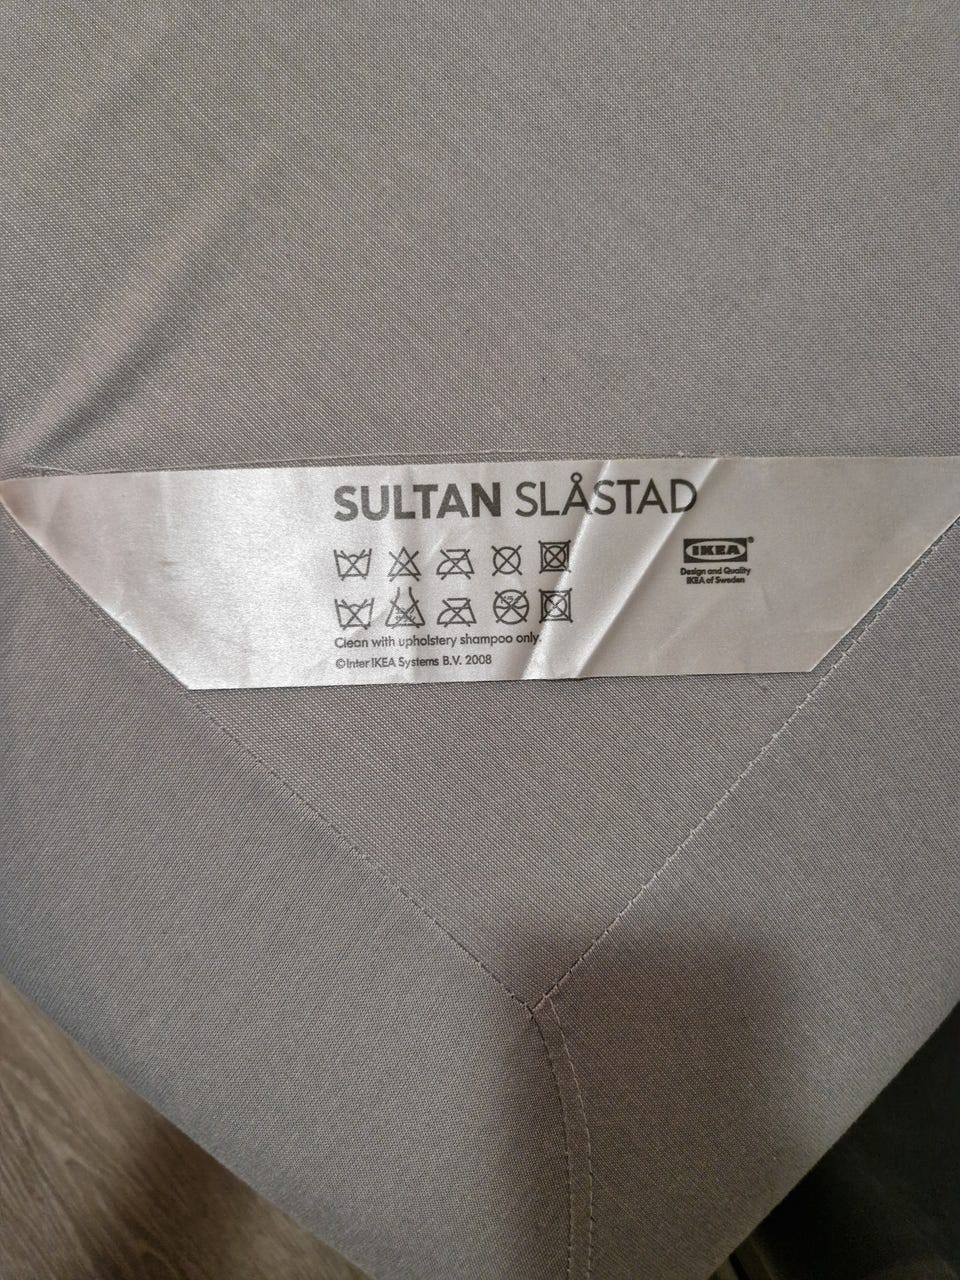 SULTAN SLÅSTAD
IKEA®
Design and Quality
IKEA of Sweden
Clean with upholstery shampoo only.
©Inter IKEA Systems B.V. 2008